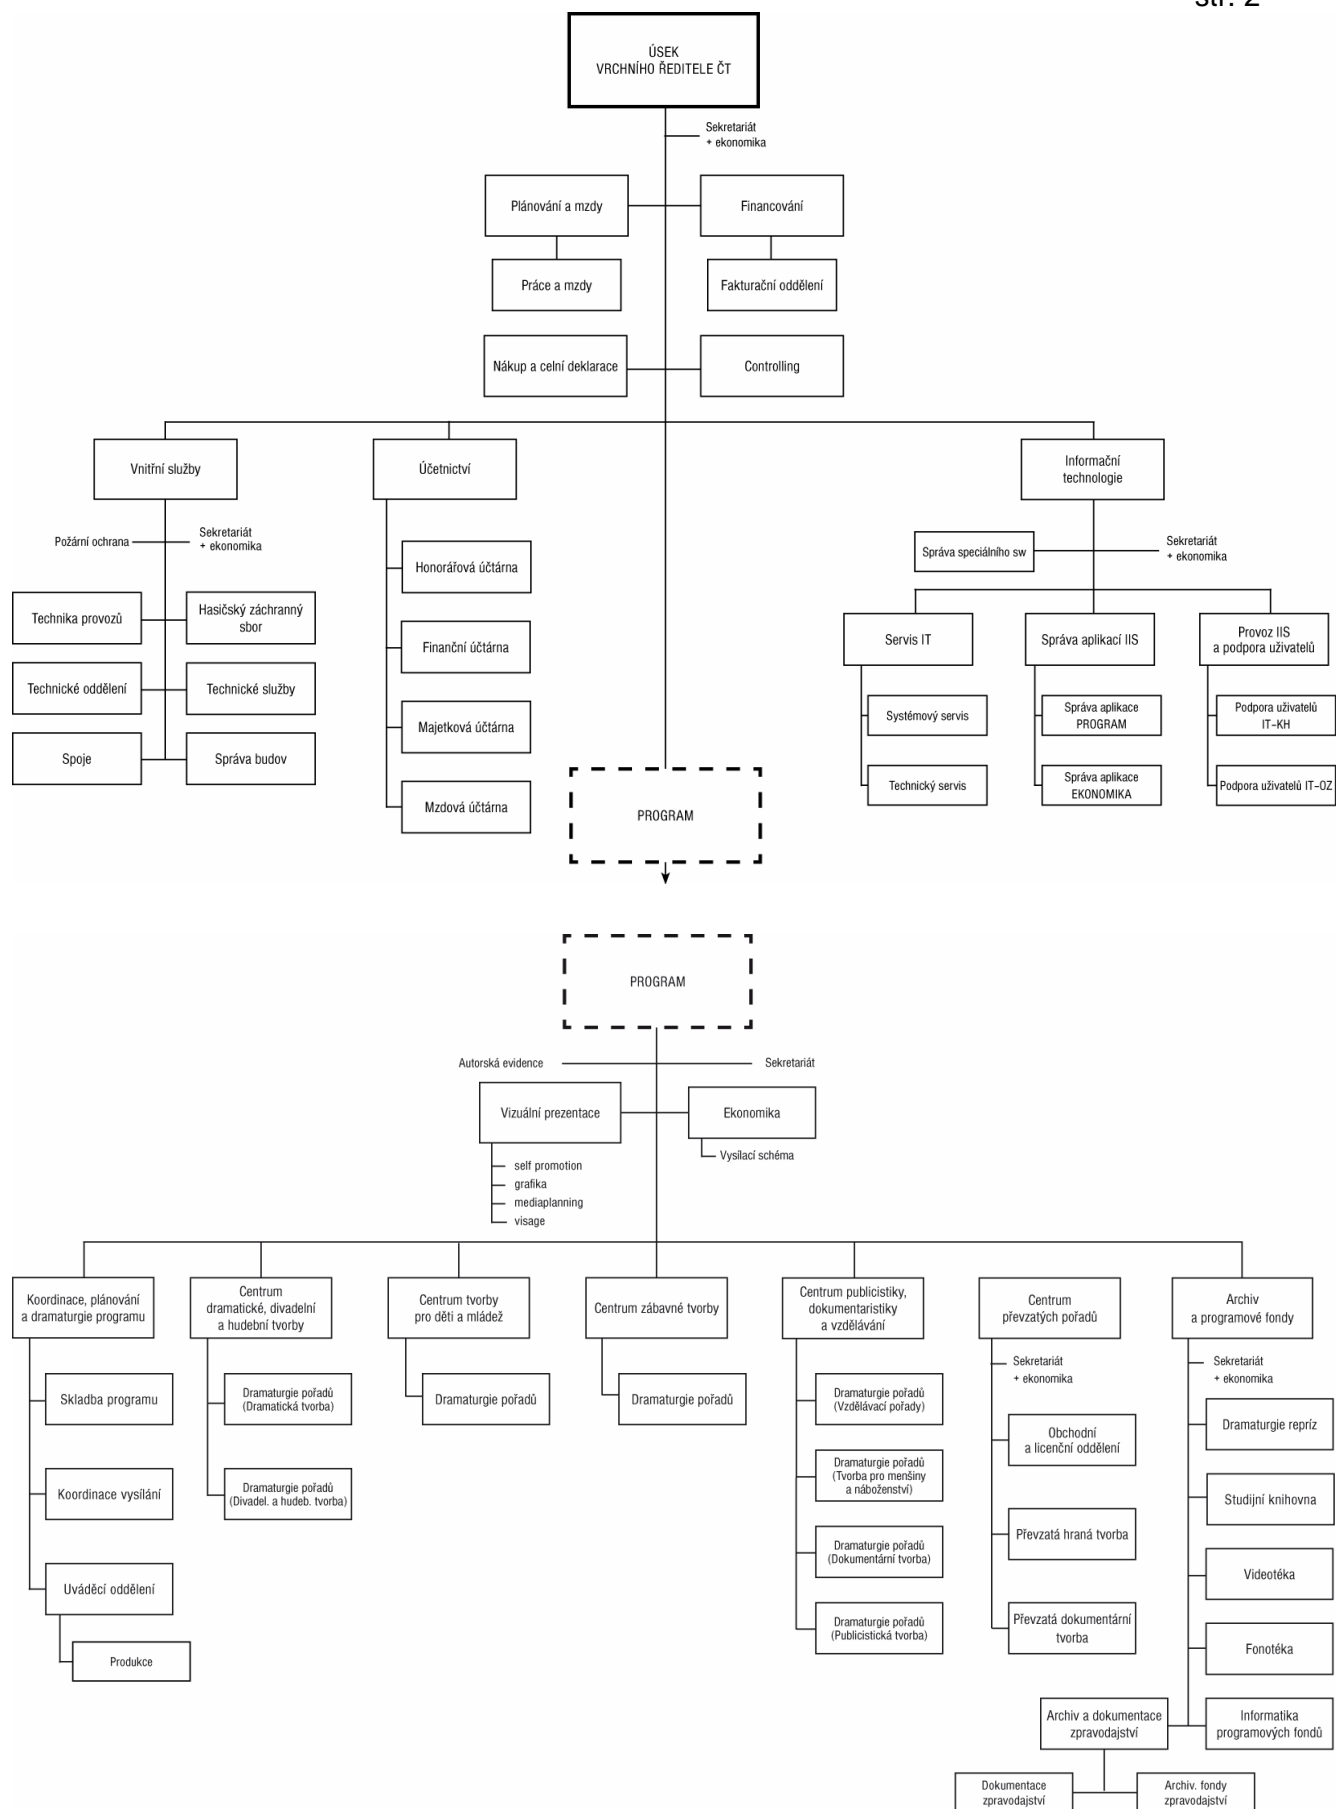 str. 2
ÚSEK
VRCHNÍHO ŘEDITELE ČT
Sekretariát
+ ekonomika
Plánování a mzdy
Financování
Práce a mzdy
Fakturační oddělení
Nákup a celní deklarace
Controlling
Vnitřní služby
Účetnictví
Informační
technologie
Požární ochrana
Sekretariát
+ ekonomika
Honorářová účtárna
Správa speciálního sw
Sekretariát
+ ekonomika
Technika provozů
Hasičský záchranný
sbor
Finanční účtárna
Servis IT
Správa aplikací IIS
Provoz IIS
a podpora uživatelů
Technické oddělení
Technické služby
Majetková účtárna
Systémový servis
Správa aplikace
PROGRAM
Podpora uživatelů
IT-KH
Spoje
Správa budov
Mzdová účtárna
Technický servis
Správa aplikace
EKONOMIKA
Podpora uživatelů IT-OZ
PROGRAM
PROGRAM
Autorská evidence
Sekretariát
Vizuální prezentace
Ekonomika
Vysílací schéma
self promotion
grafika
mediaplanning
visage
Koordinace, plánování
a dramaturgie programu
Centrum
dramatické, divadelní
a hudební tvorby
Centrum tvorby
pro děti a mládež
Centrum zábavné tvorby
Centrum publicistiky,
dokumentaristiky
a vzdělávání
Centrum
převzatých pořadů
Archiv
a programové fondy
Sekretariát
+ ekonomika
Sekretariát
+ ekonomika
Skladba programu
Dramaturgie pořadů
(Dramatická tvorba)
Dramaturgie pořadů
Dramaturgie pořadů
Dramaturgie pořadů
(Vzdělávací pořady)
Obchodní
a licenční oddělení
Dramaturgie repríz
Koordinace vysílání
Dramaturgie pořadů
(Divadel. a hudeb. tvorba)
Dramaturgie pořadů
(Tvorba pro menšiny
a náboženství)
Studijní knihovna
Převzatá hraná tvorba
Dramaturgie pořadů
(Dokumentární tvorba)
Videotéka
Uváděcí oddělení
Dramaturgie pořadů
(Publicistická tvorba)
Převzatá dokumentární
tvorba
Fonotéka
Produkce
Archiv a dokumentace
zpravodajství
Informatika
programových fondů
Dokumentace
zpravodajství
Archiv. fondy
zpravodajství